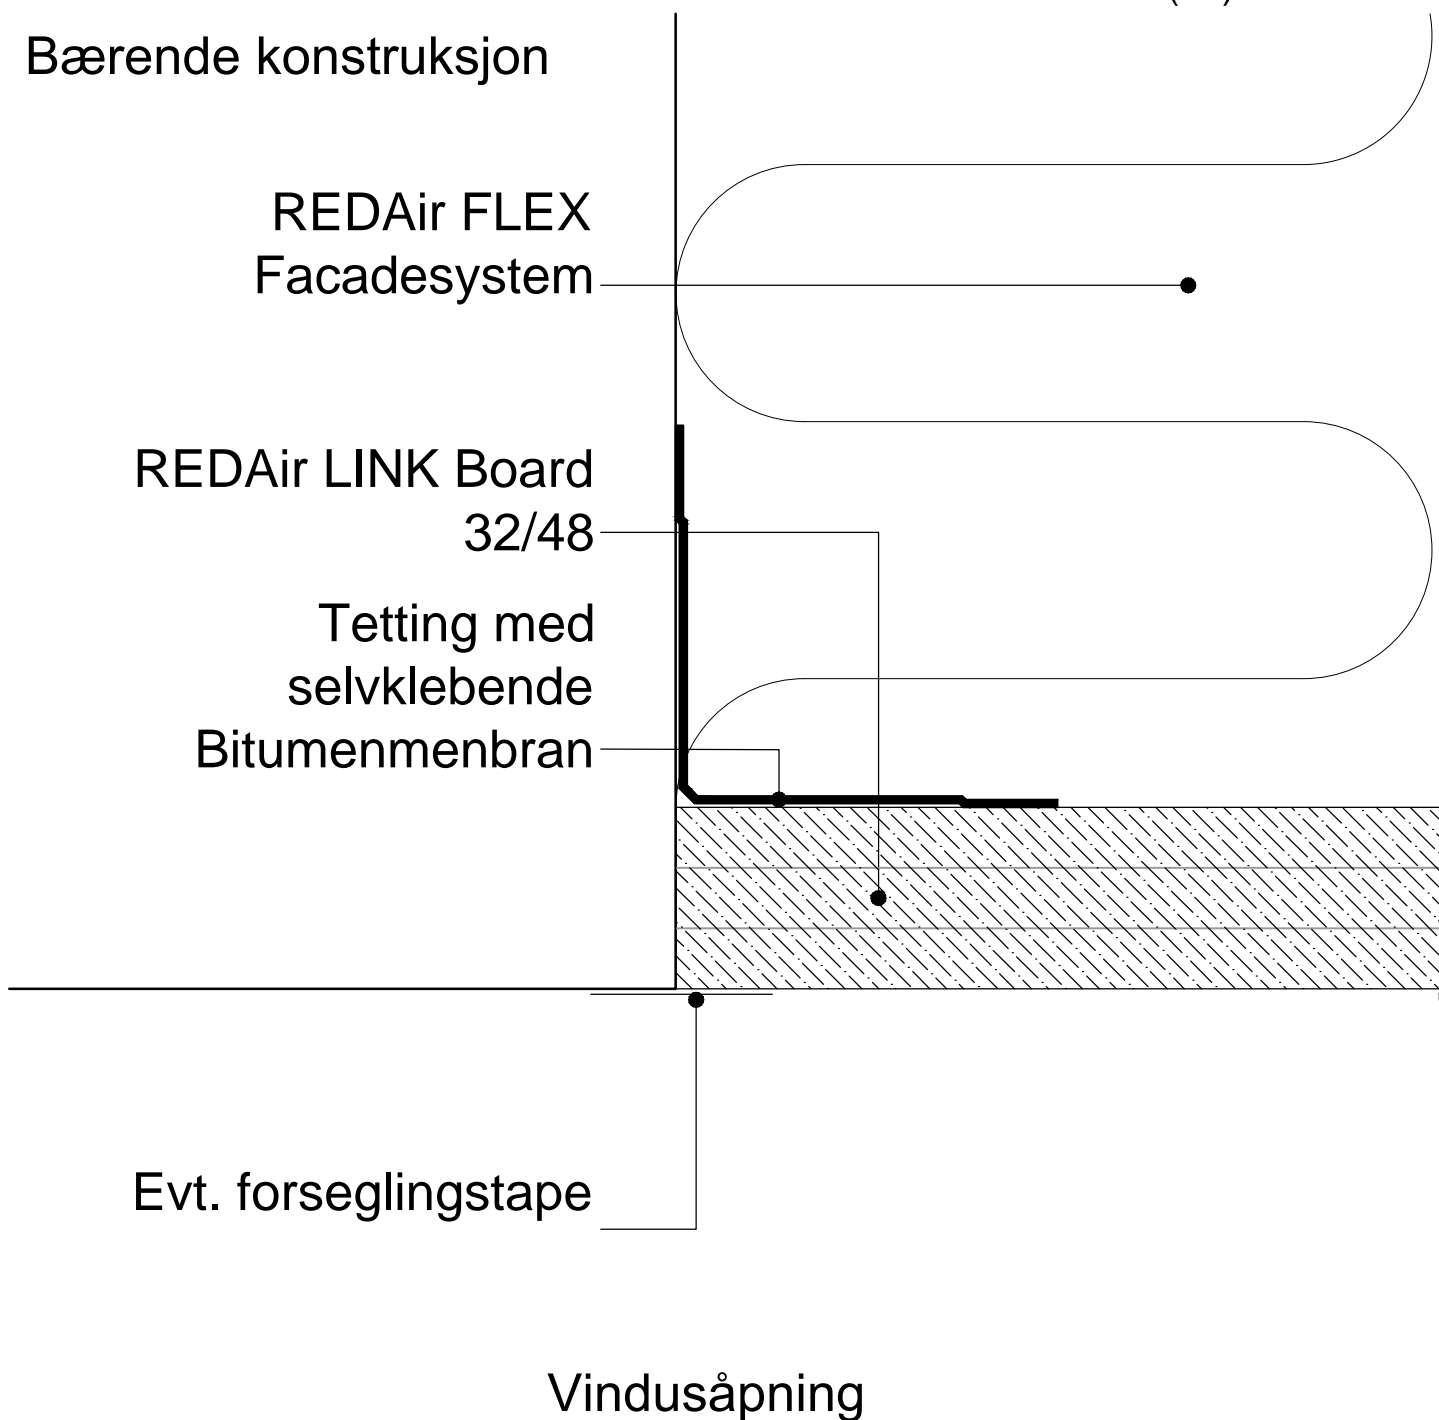 Bærende konstruksjon
REDAir FLEX
Facadesystem
REDAir LINK Board
32/48
Tetting med
selvklebende
Bitumenmenbran
Evt. forseglingstape
Vindusåpning